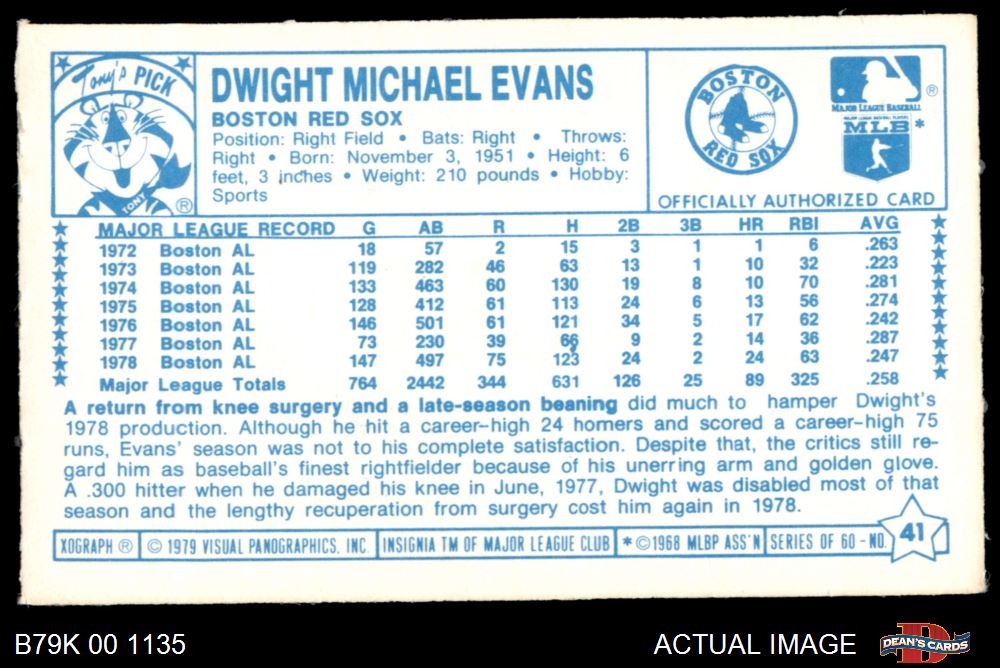 Tony's PICK
DWIGHT MICHAEL EVANS
BOSTON RED SOX
Position: Right Field • Bats: Right • Throws:
Right • Born: November 3, 1951 • Height: 6
feet, 3 inches • Weight: 210 pounds • Hobby:
Sports
TONY
®
BOSTON
RED SOX
®
MAJOR LEAGUE BASEBALL
MAJOR LEAGUE BASEBALL PLAYERS
MLB *
OFFICIALLY AUTHORIZED CARD
MAJOR LEAGUE RECORD G AB R H 2B 3B HR RBI AVG
1972 Boston AL 18 57 2 15 3 1 1 6 .263
1973 Boston AL 119 282 46 63 13 1 10 32 .223
1974 Boston AL 133 463 60 130 19 8 10 70 .281
1975 Boston AL 128 412 61 113 24 6 13 56 .274
1976 Boston AL 146 501 61 121 34 5 17 62 .242
1977 Boston AL 73 230 39 66 9 2 14 36 .287
1978 Boston AL 147 497 75 123 24 2 24 63 .247
Major League Totals 764 2442 344 631 126 25 89 325 .258
A return from knee surgery and a late-season beaning did much to hamper Dwight's
1978 production. Although he hit a career-high 24 homers and scored a career-high 75
runs, Evans' season was not to his complete satisfaction. Despite that, the critics still re-
gard him as baseball's finest rightfielder because of his unerring arm and golden glove.
A .300 hitter when he damaged his knee in June, 1977, Dwight was disabled most of that
season and the lengthy recuperation from surgery cost him again in 1978.
XOGRAPH ® © 1979 VISUAL PANOGRAPHICS, INC. INSIGNIA TM OF MAJOR LEAGUE CLUB * © 1968 MLBP ASS'N SERIES OF 60 - NO. 41
B79K 00 1135
ACTUAL IMAGE
D
DEAN'S CARDS